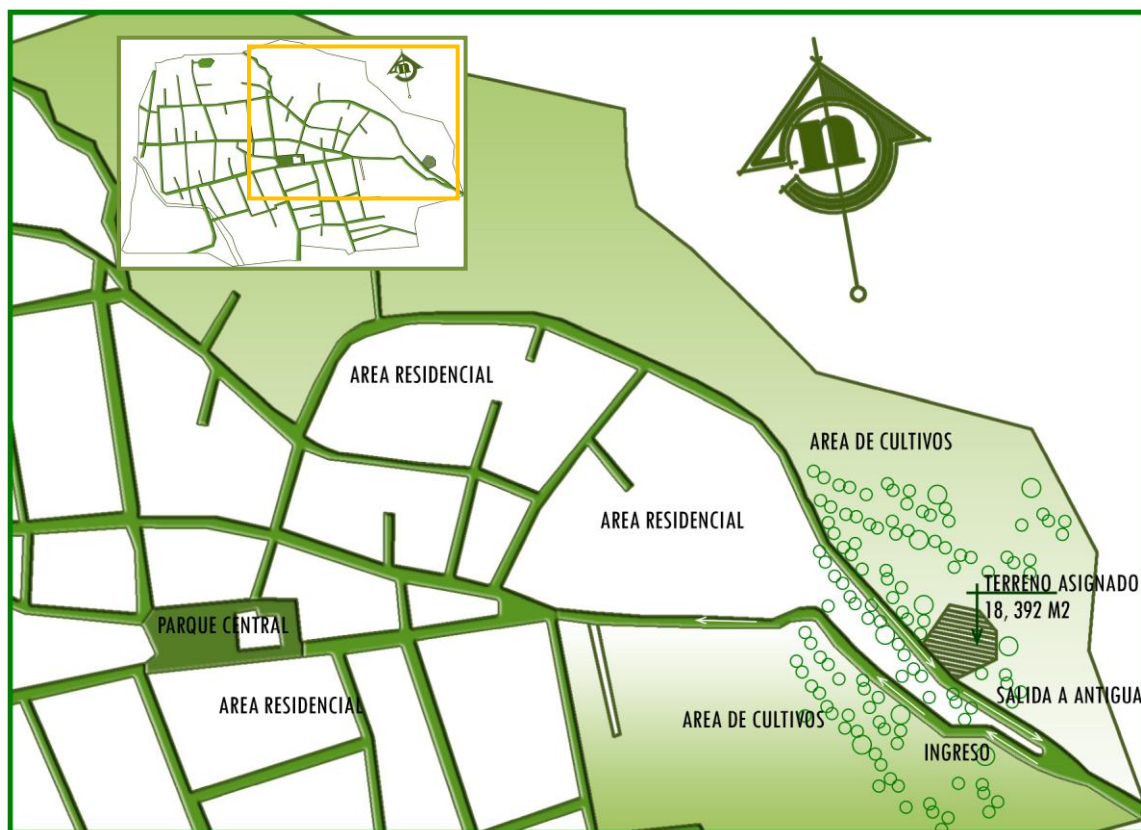 n
AREA RESIDENCIAL
AREA DE CULTIVOS
AREA RESIDENCIAL
TERRENO ASIGNADO
18, 392 M2
PARQUE CENTRAL
SALIDA A ANTIGUA
AREA RESIDENCIAL
AREA DE CULTIVOS
INGRESO